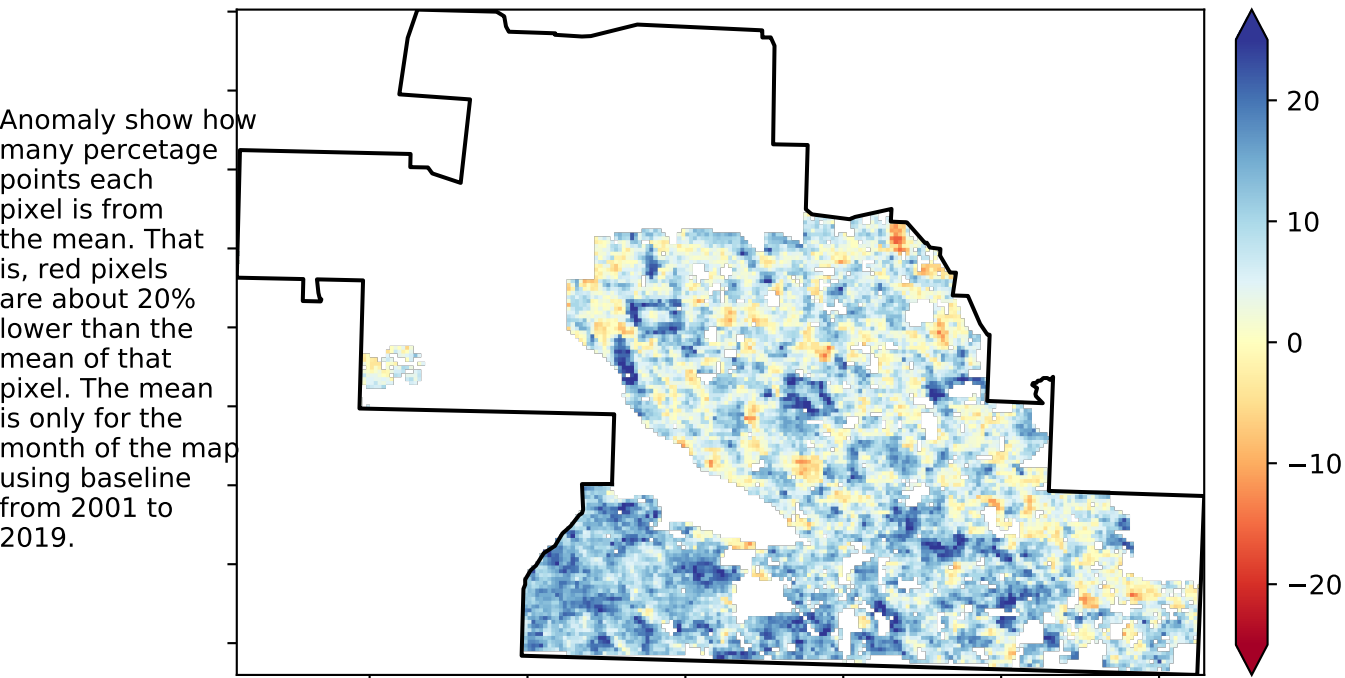 Anomaly show how
many percetage
points each
pixel is from
the mean. That
is, red pixels
are about 20%
lower than the
mean of that
pixel. The mean
is only for the
month of the map
using baseline
from 2001 to
2019.
20
10
0
−10
−20